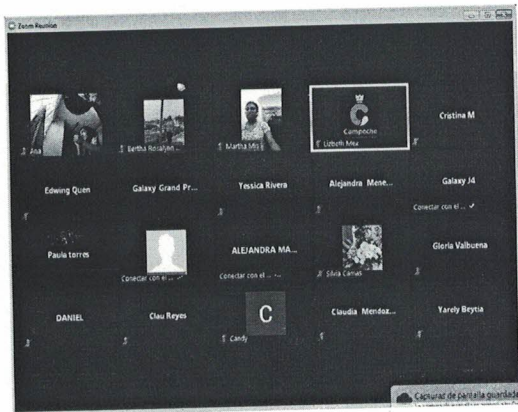 Zoom Reunión
Ana
Bertha Rosalyn ...
Martha Mis
C
Campeche
Lizbeth Mex
Cristina M
Edwing Quen
Galaxy Grand Pr...
Yessica Rivera
Alejandra Mene...
Galaxy J4
Conectar con el ...
Paula torres
Conectar con el ...
ALEJANDRA MA...
Conectar con el ...
Silvia Camas
Gloria Valbuena
DANIEL
Clau Reyes
C
Candy
Claudia Mendoz...
Yarely Beytia
Capturas de pantalla guardada